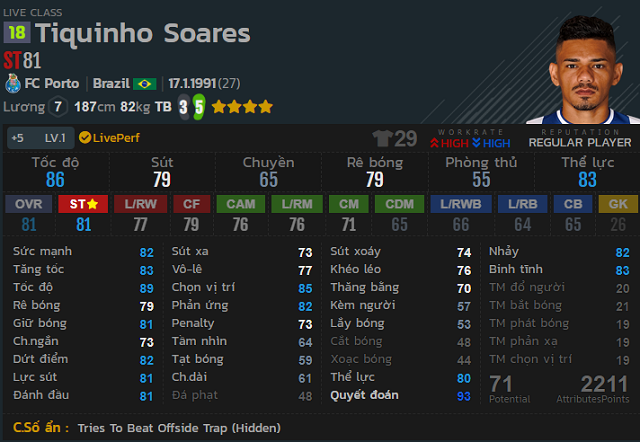 LIVE CLASS
18 Tiquinho Soares
ST 81
FC Porto | Brazil | 17.1.1991 (27)
Lương 7 187cm 82kg TB 3 5
+5 LV.1 LivePerf 29 WORKRATE HIGH HIGH REPUTATION REGULAR PLAYER
Tốc độ Sút Chuyền Rê bóng Phòng thủ Thể lực
86 79 65 79 55 83
OVR ST L/RW CF CAM L/RM CM CDM L/RWB L/RB CB GK
81 81 77 79 76 76 71 65 66 64 65 26
Sức mạnh 82 Sút xa 73 Sút xoáy 74 Nhảy 82
Tăng tốc 83 Vô-lê 77 Khéo léo 76 Bình tĩnh 83
Tốc độ 89 Chọn vị trí 85 Thăng bằng 70 TM đổ người 20
Rê bóng 79 Phản ứng 82 Kèm người 57 TM bắt bóng 21
Giữ bóng 81 Penalty 73 Lấy bóng 53 TM phát bóng 19
Ch.ngắn 73 Tầm nhìn 64 Cắt bóng 48 TM phản xạ 19
Dứt điểm 82 Tạt bóng 59 Xoạc bóng 44 TM chọn vị trí 19
Lực sút 81 Ch.dài 61 Thể lực 80 71 2211
Đánh đầu 81 Đá phạt 48 Quyết đoán 93 Potential AttributesPoints
C.Số ẩn : Tries To Beat Offside Trap (Hidden)